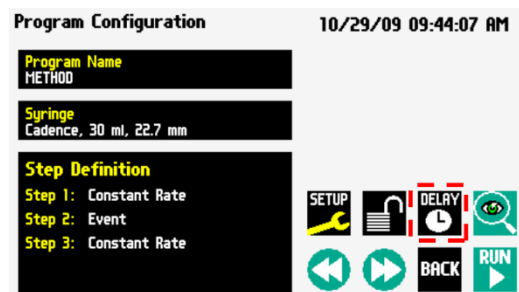 Program Configuration
10/29/09 09:44:07 AM
Program Name
METHOD
Syringe
Cadence, 30 ml, 22.7 mm
Step Definition
Step 1: Constant Rate
Step 2: Event
Step 3: Constant Rate
SETUP
DELAY
BACK
RUN